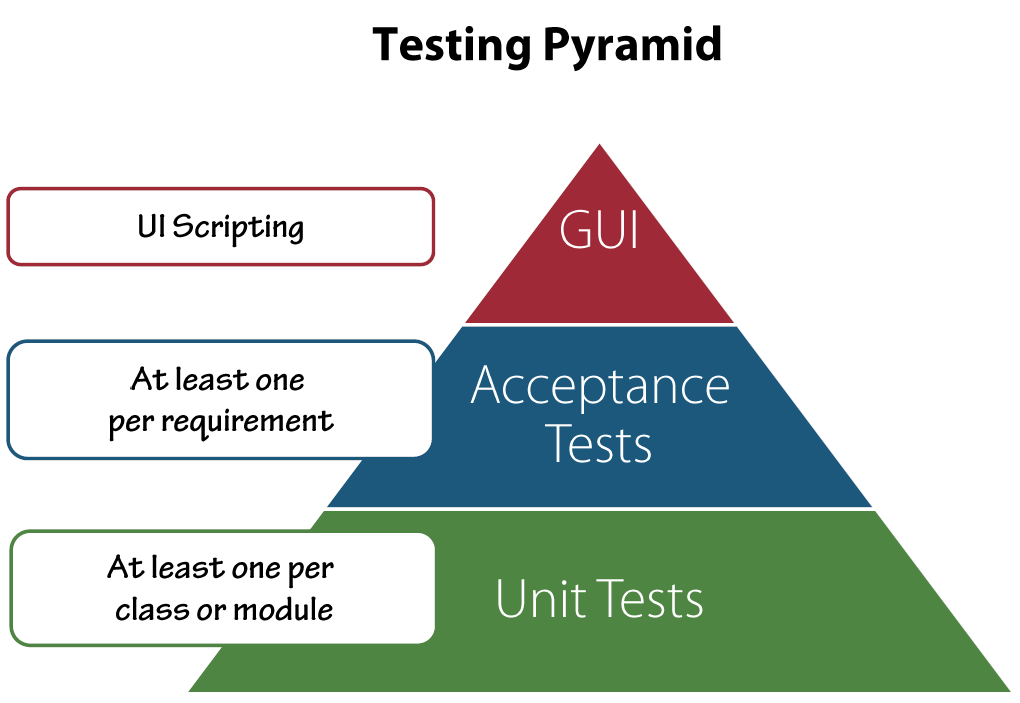 Testing Pyramid
UI Scripting
GUI
At least one
per requirement
Acceptance
Tests
At least one per
class or module
Unit Tests